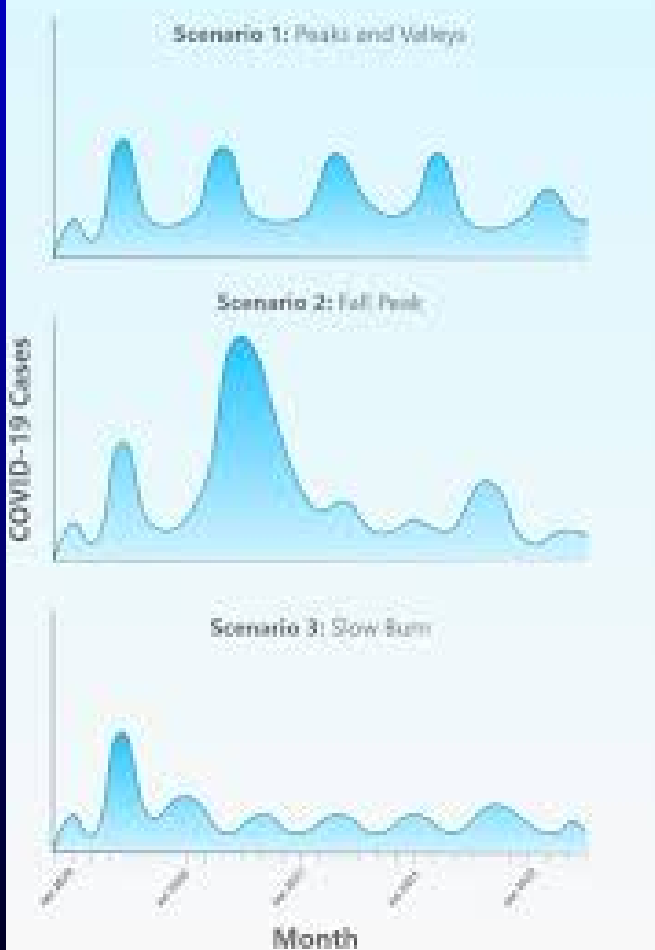 Scenario 1: Peaks and Valleys
Scenario 2: Fall Peak
COVID-19 Cases
Scenario 3: Slow Burn
Month